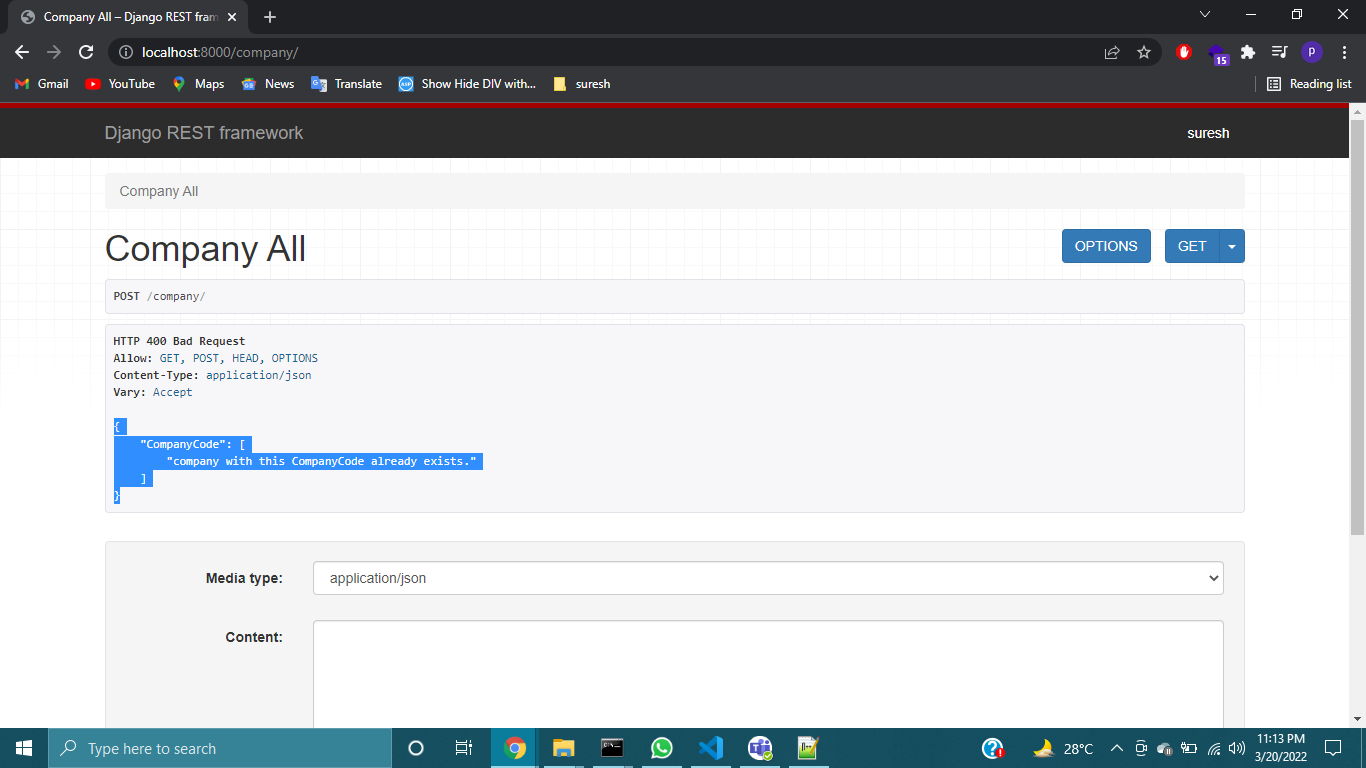 Company All – Django REST fram
localhost:8000/company/
15
p
Gmail
YouTube
Maps
News
Translate
Show Hide DIV with...
suresh
Reading list
Django REST framework
suresh
Company All
Company All
OPTIONS
GET
POST /company/
HTTP 400 Bad Request
Allow: GET, POST, HEAD, OPTIONS
Content-Type: application/json
Vary: Accept
{
"CompanyCode": [
"company with this CompanyCode already exists."
]
}
Media type:
application/json
Content:
Type here to search
28°C
11:13 PM
3/20/2022